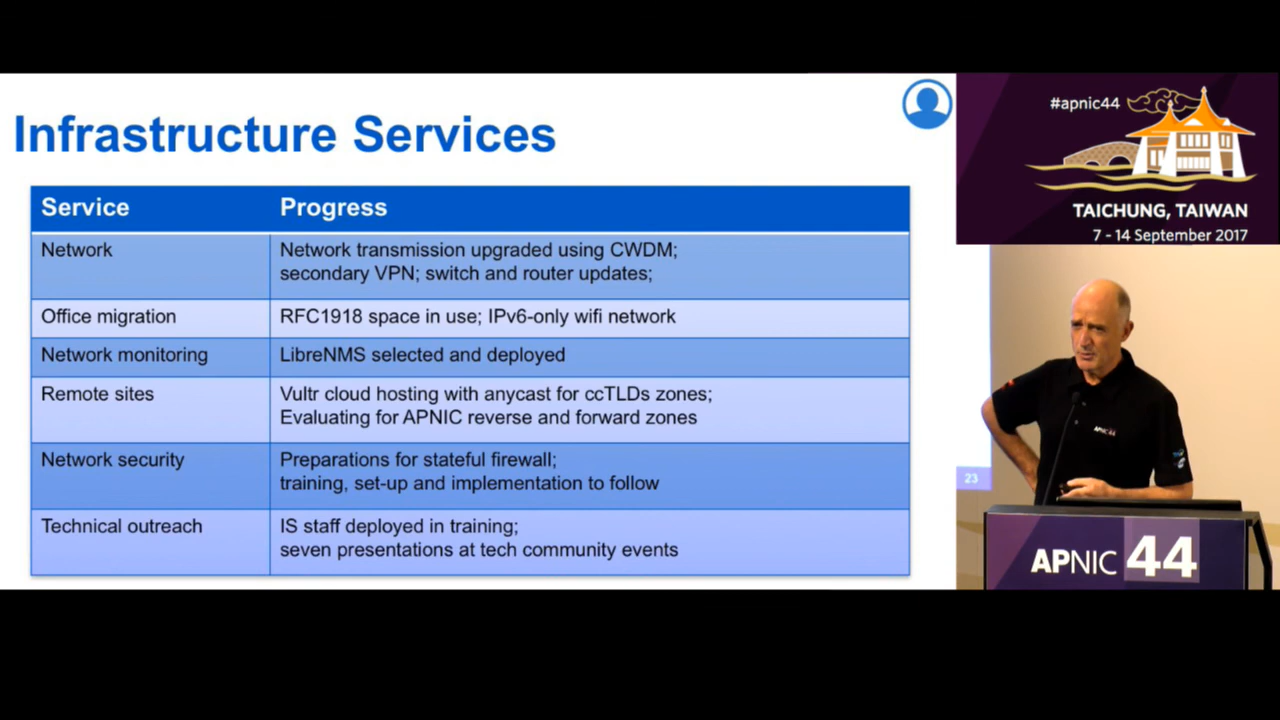 Infrastructure Services
Service Progress
Network Network transmission upgraded using CWDM;
secondary VPN; switch and router updates;
Office migration RFC1918 space in use; IPv6-only wifi network
Network monitoring LibreNMS selected and deployed
Remote sites Vultr cloud hosting with anycast for ccTLDs zones;
Evaluating for APNIC reverse and forward zones
Network security Preparations for stateful firewall;
training, set-up and implementation to follow
Technical outreach IS staff deployed in training;
seven presentations at tech community events
#apnic44
TAICHUNG, TAIWAN
7 - 14 September 2017
23
APNIC 44
APNIC 44